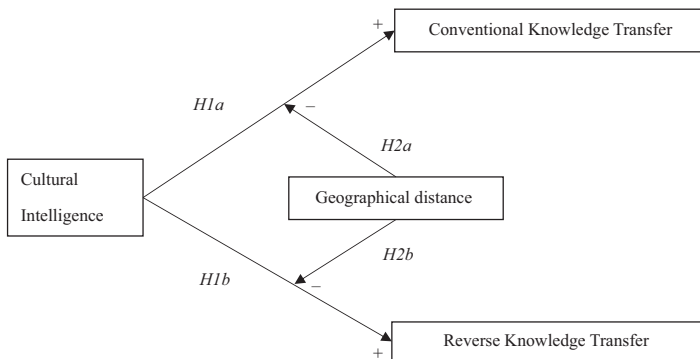 +
Conventional Knowledge Transfer
H1a
−
H2a
Cultural
Intelligence
Geographical distance
H2b
H1b
−
Reverse Knowledge Transfer
+